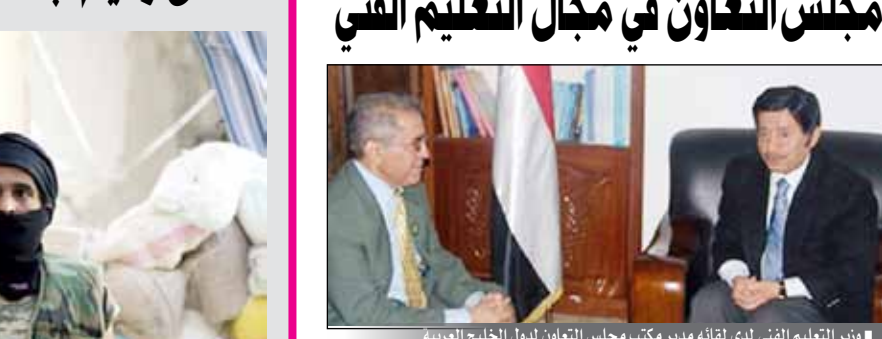 مجلس التعاون في مجال التعليم الفني
وزير التعليم الفني لدى لقائه مدير مكتب مجلس التعاون لدول الخليج العربية